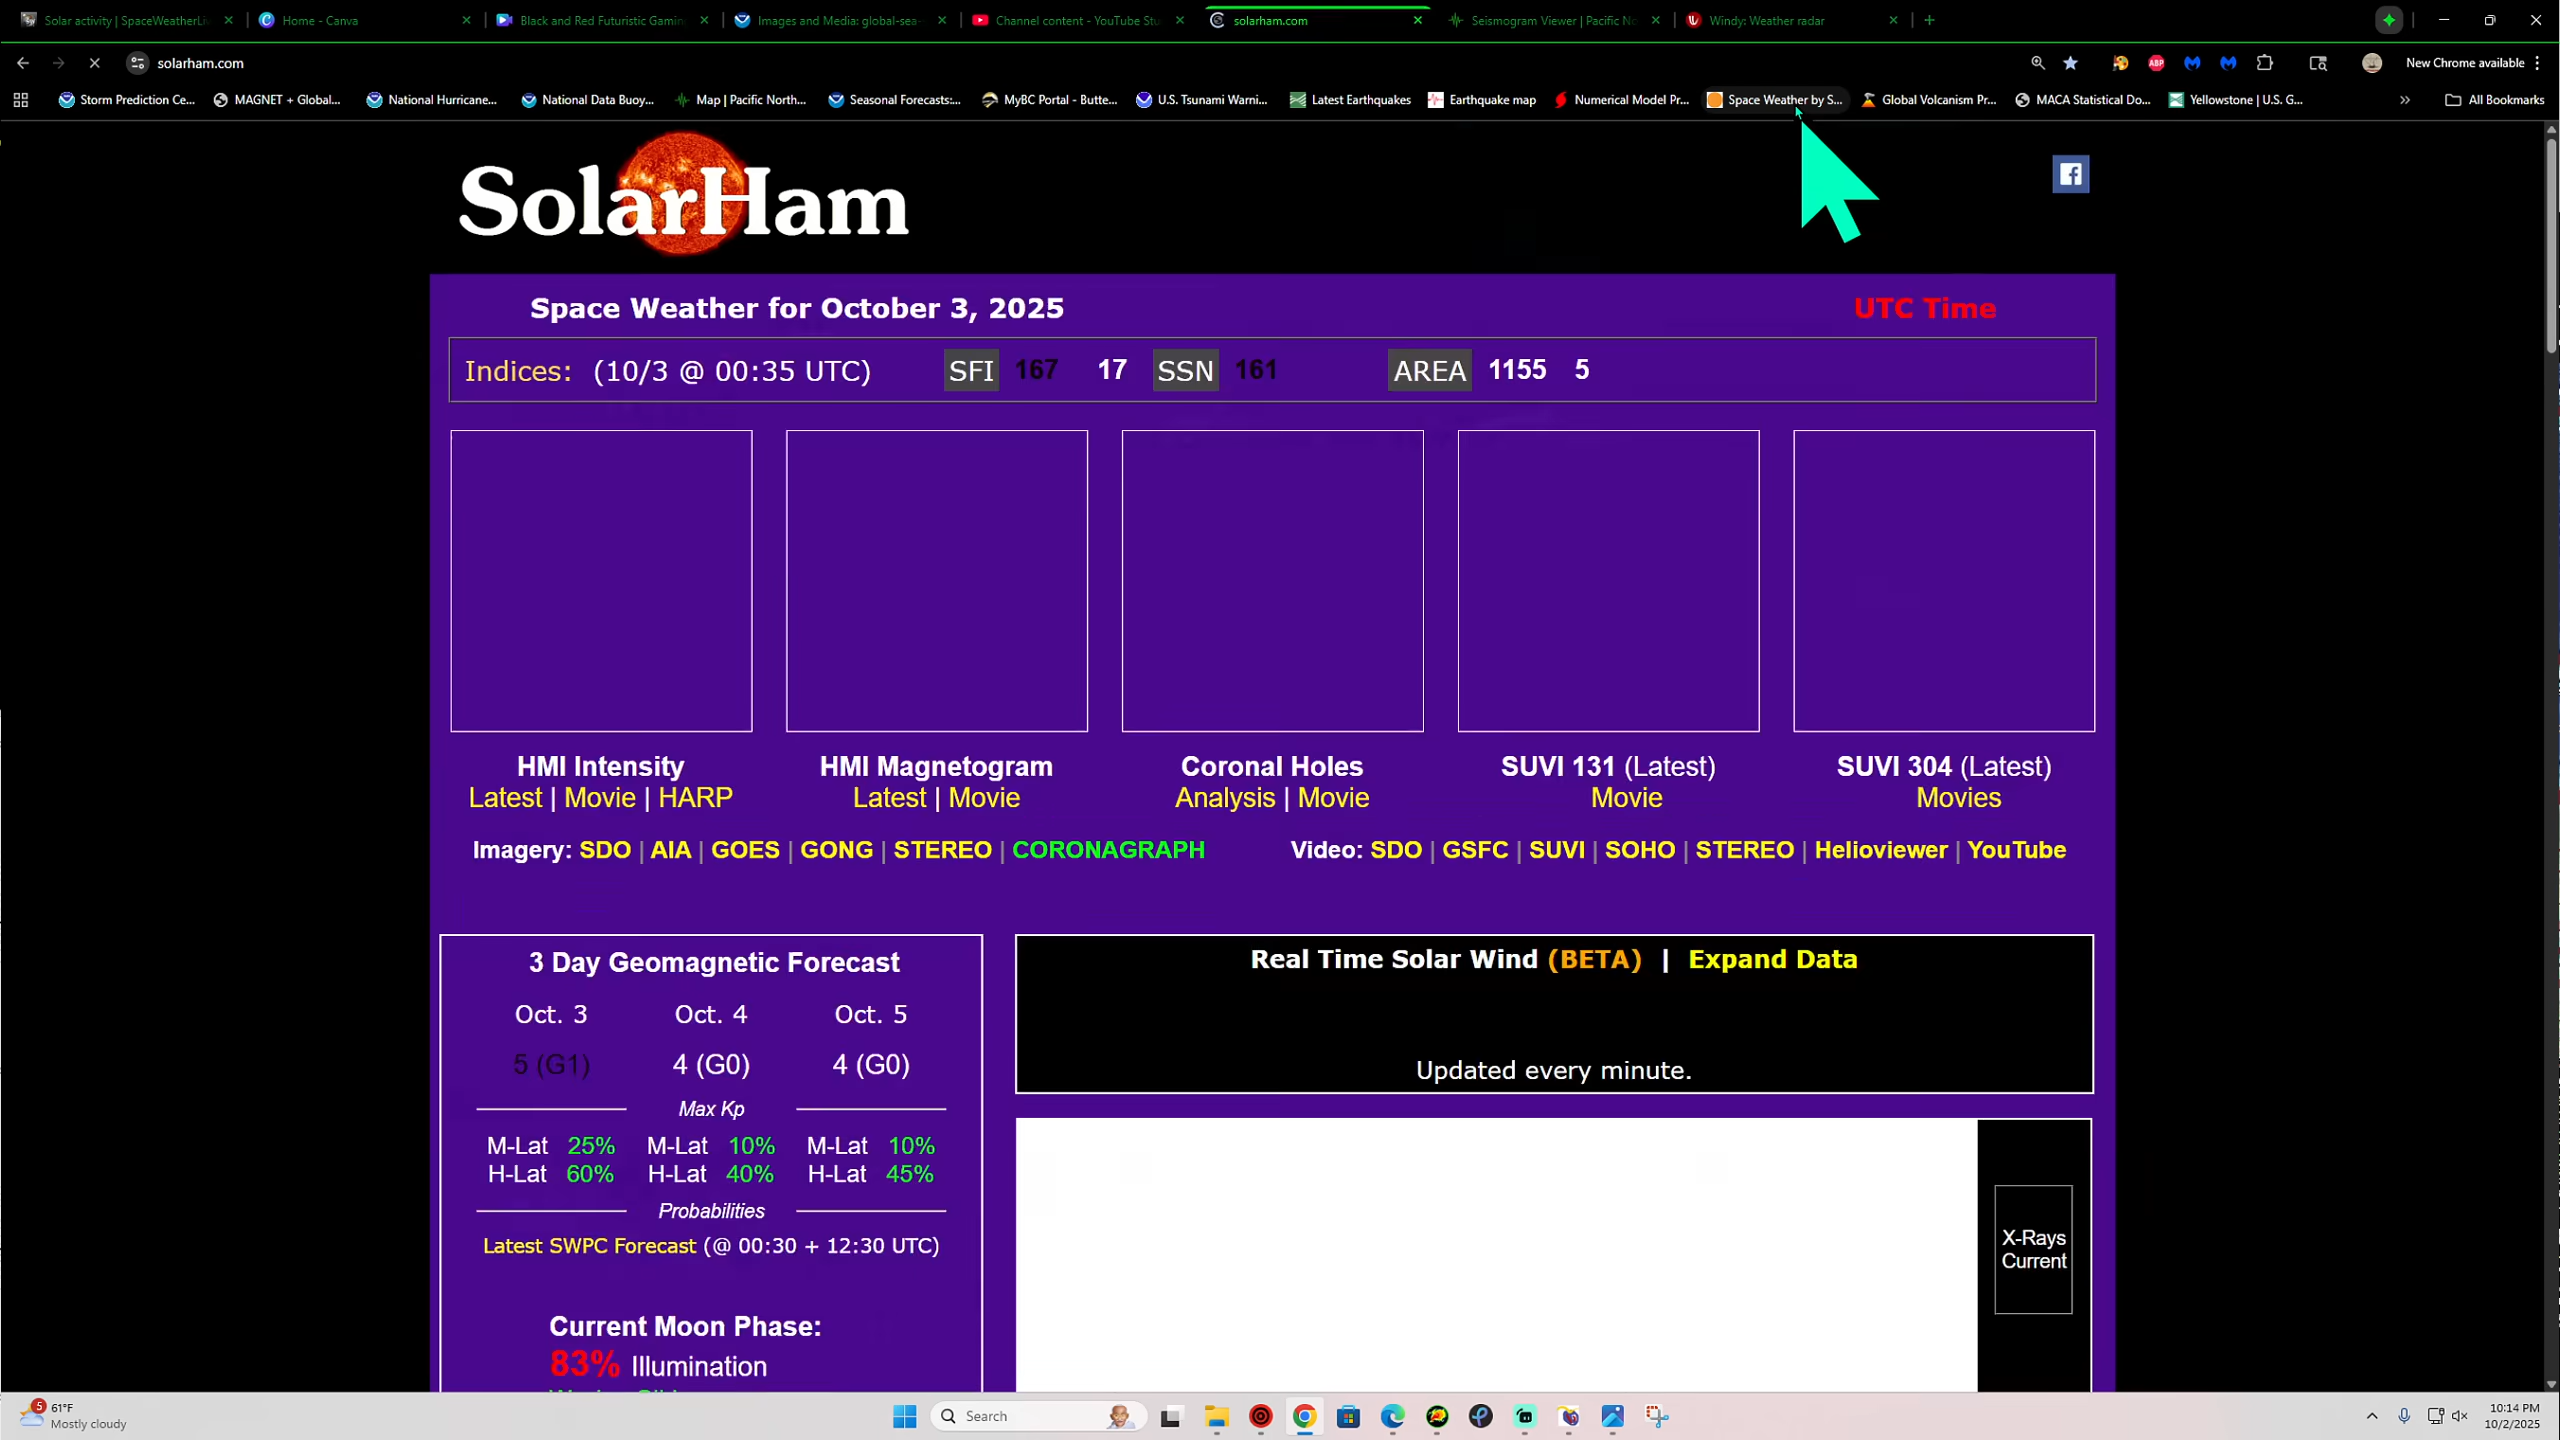 Solar activity | SpaceWeatherLiv
Home - Canva
Black and Red Futuristic Gamin
Images and Media: global-sea-
Channel content - YouTube Stu
solarham.com
Seismogram Viewer | Pacific No
Windy: Weather radar
solarham.com
ABP
New Chrome available
Storm Prediction Ce...
MAGNET + Global...
National Hurricane...
National Data Buoy...
Map | Pacific North...
Seasonal Forecasts:...
MyBC Portal - Butte...
U.S. Tsunami Warni...
Latest Earthquakes
Earthquake map
Numerical Model Pr...
Space Weather by S...
Global Volcanism Pr...
MACA Statistical Do...
Yellowstone | U.S. G...
All Bookmarks
SolarHam
Space Weather for October 3, 2025
UTC Time
Indices: (10/3 @ 00:35 UTC) SFI 167 17 SSN 161 AREA 1155 5
HMI Intensity
Latest | Movie | HARP
HMI Magnetogram
Latest | Movie
Coronal Holes
Analysis | Movie
SUVI 131 (Latest)
Movie
SUVI 304 (Latest)
Movies
Imagery: SDO | AIA | GOES | GONG | STEREO | CORONAGRAPH
Video: SDO | GSFC | SUVI | SOHO | STEREO | Helioviewer | YouTube
3 Day Geomagnetic Forecast
Oct. 3 Oct. 4 Oct. 5
5 (G1) 4 (G0) 4 (G0)
Max Kp
M-Lat 25% M-Lat 10% M-Lat 10%
H-Lat 60% H-Lat 40% H-Lat 45%
Probabilities
Latest SWPC Forecast (@ 00:30 + 12:30 UTC)
Current Moon Phase:
83% Illumination
Real Time Solar Wind (BETA) | Expand Data
Updated every minute.
X-Rays
Current
5
61°F
Mostly cloudy
Search
10:14 PM
10/2/2025